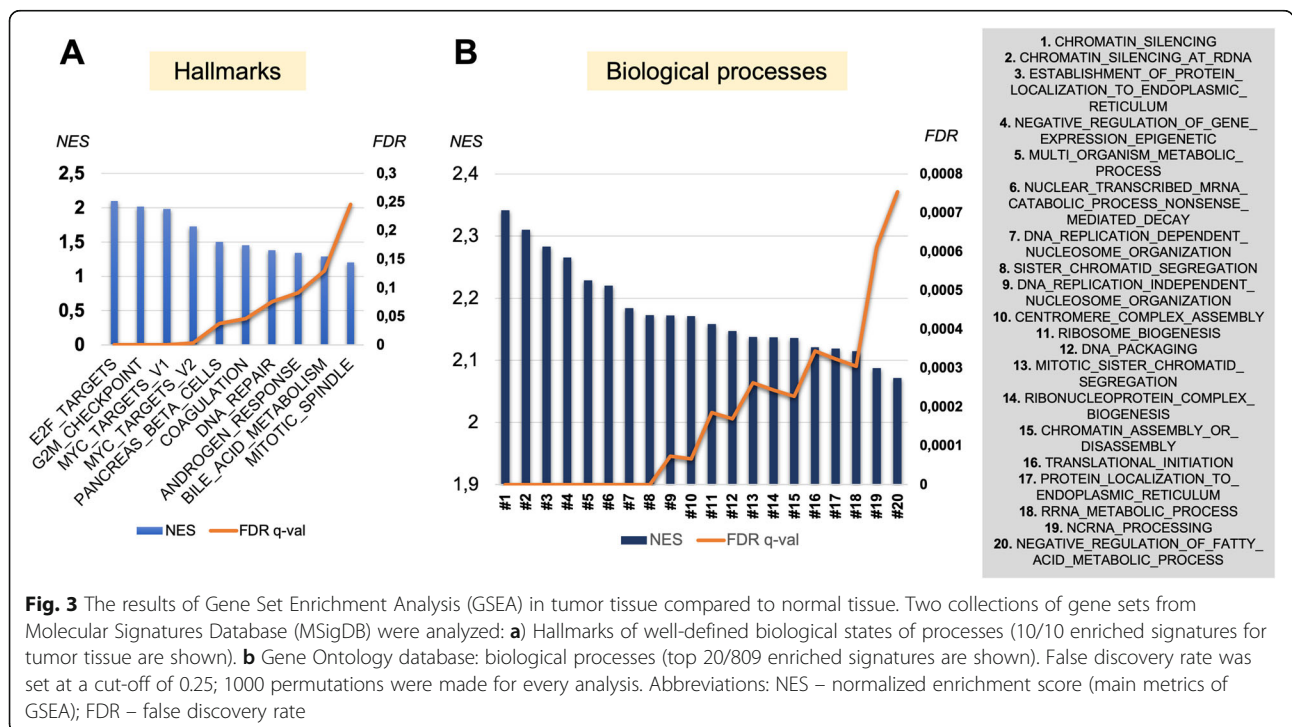 A
Hallmarks
NES
FDR
2,5
2
1,5
1
0,5
0
0,3
0,25
0,2
0,15
0,1
0,05
0
E2F_TARGETS
G2M_CHECKPOINT
MYC_TARGETS_V1
MYC_TARGETS_V2
PANCREAS_BETA_CELLS
COAGULATION
DNA_REPAIR
ANDROGEN_RESPONSE
BILE_ACID_METABOLISM
MITOTIC_SPINDLE
NES
FDR q-val
B
Biological processes
NES
FDR
2,4
2,3
2,2
2,1
2
1,9
0,0008
0,0007
0,0006
0,0005
0,0004
0,0003
0,0002
0,0001
0
#1
#2
#3
#4
#5
#6
#7
#8
#9
#10
#11
#12
#13
#14
#15
#16
#17
#18
#19
#20
NES
FDR q-val
1. CHROMATIN_SILENCING
2. CHROMATIN_SILENCING_AT_RDNA
3. ESTABLISHMENT_OF_PROTEIN_
LOCALIZATION_TO_ENDOPLASMIC_
RETICULUM
4. NEGATIVE_REGULATION_OF_GENE_
EXPRESSION_EPIGENETIC
5. MULTI_ORGANISM_METABOLIC_
PROCESS
6. NUCLEAR_TRANSCRIBED_MRNA_
CATABOLIC_PROCESS_NONSENSE_
MEDIATED_DECAY
7. DNA_REPLICATION_DEPENDENT_
NUCLEOSOME_ORGANIZATION
8. SISTER_CHROMATID_SEGREGATION
9. DNA_REPLICATION_INDEPENDENT_
NUCLEOSOME_ORGANIZATION
10. CENTROMERE_COMPLEX_ASSEMBLY
11. RIBOSOME_BIOGENESIS
12. DNA_PACKAGING
13. MITOTIC_SISTER_CHROMATID_
SEGREGATION
14. RIBONUCLEOPROTEIN_COMPLEX_
BIOGENESIS
15. CHROMATIN_ASSEMBLY_OR_
DISASSEMBLY
16. TRANSLATIONAL_INITIATION
17. PROTEIN_LOCALIZATION_TO_
ENDOPLASMIC_RETICULUM
18. RRNA_METABOLIC_PROCESS
19. NCRNA_PROCESSING
20. NEGATIVE_REGULATION_OF_FATTY_
ACID_METABOLIC_PROCESS
Fig. 3 The results of Gene Set Enrichment Analysis (GSEA) in tumor tissue compared to normal tissue. Two collections of gene sets from
Molecular Signatures Database (MSigDB) were analyzed: a) Hallmarks of well-defined biological states of processes (10/10 enriched signatures for
tumor tissue are shown). b Gene Ontology database: biological processes (top 20/809 enriched signatures are shown). False discovery rate was
set at a cut-off of 0.25; 1000 permutations were made for every analysis. Abbreviations: NES – normalized enrichment score (main metrics of
GSEA); FDR – false discovery rate